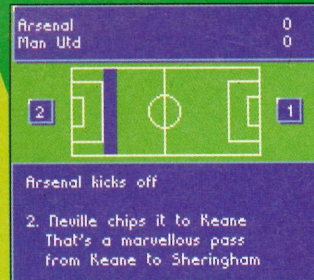 Arsenal 0
Man Utd 0
2 1
Arsenal kicks off
2. Neville chips it to Keane
That's a marvellous pass
from Keane to Sheringham